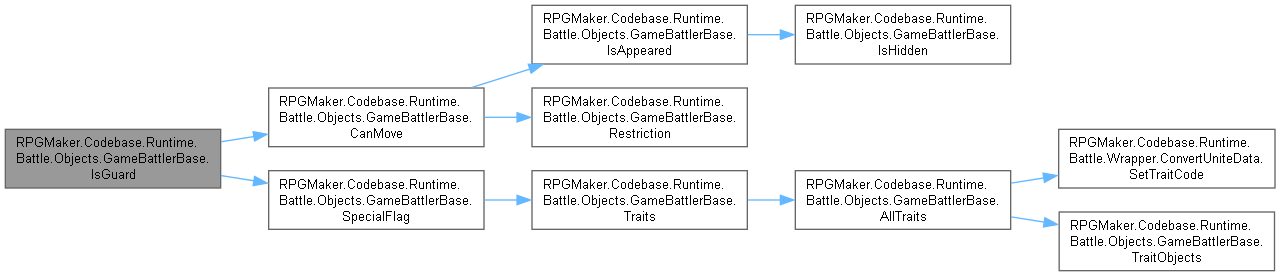 RPGMaker.Codebase.Runtime.
Battle.Objects.GameBattlerBase.
IsGuard
RPGMaker.Codebase.Runtime.
Battle.Objects.GameBattlerBase.
CanMove
RPGMaker.Codebase.Runtime.
Battle.Objects.GameBattlerBase.
IsAppeared
RPGMaker.Codebase.Runtime.
Battle.Objects.GameBattlerBase.
IsHidden
RPGMaker.Codebase.Runtime.
Battle.Objects.GameBattlerBase.
Restriction
RPGMaker.Codebase.Runtime.
Battle.Objects.GameBattlerBase.
SpecialFlag
RPGMaker.Codebase.Runtime.
Battle.Objects.GameBattlerBase.
Traits
RPGMaker.Codebase.Runtime.
Battle.Objects.GameBattlerBase.
AllTraits
RPGMaker.Codebase.Runtime.
Battle.Wrapper.ConvertUniteData.
SetTraitCode
RPGMaker.Codebase.Runtime.
Battle.Objects.GameBattlerBase.
TraitObjects